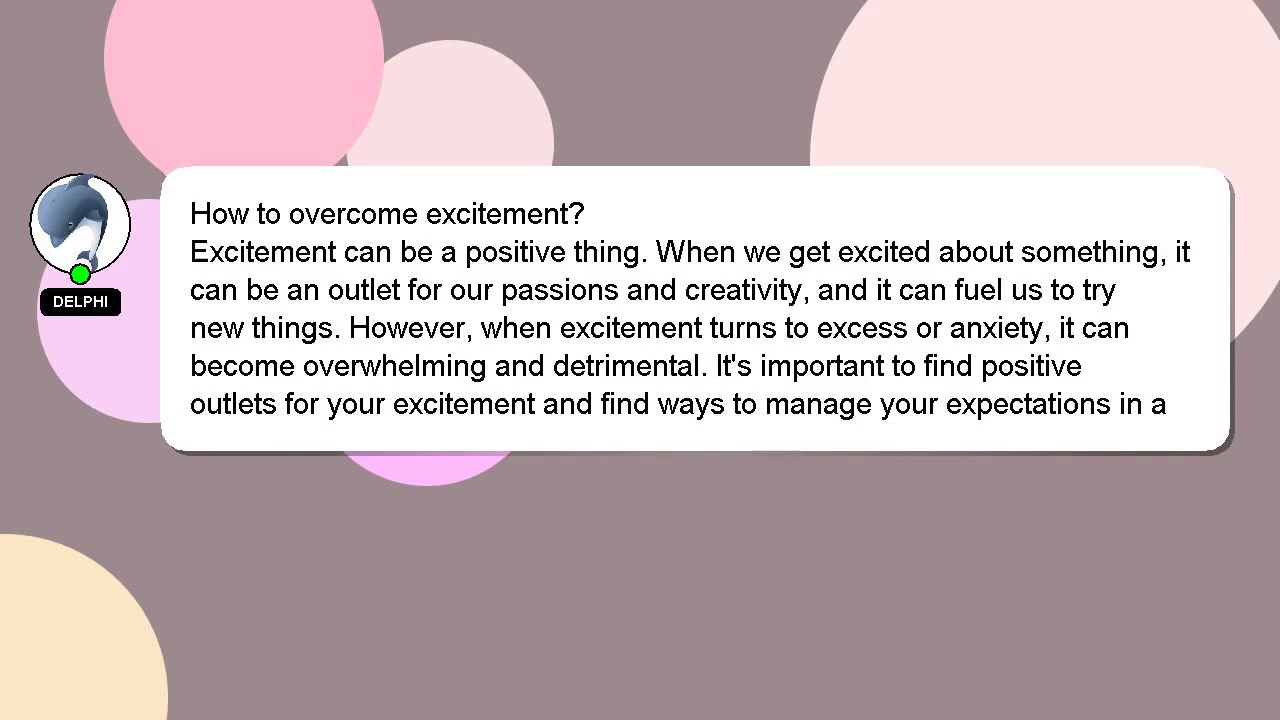 How to overcome excitement?
Excitement can be a positive thing. When we get excited about something, it
can be an outlet for our passions and creativity, and it can fuel us to try
new things. However, when excitement turns to excess or anxiety, it can
become overwhelming and detrimental. It's important to find positive
outlets for your excitement and find ways to manage your expectations in a
DELPHI